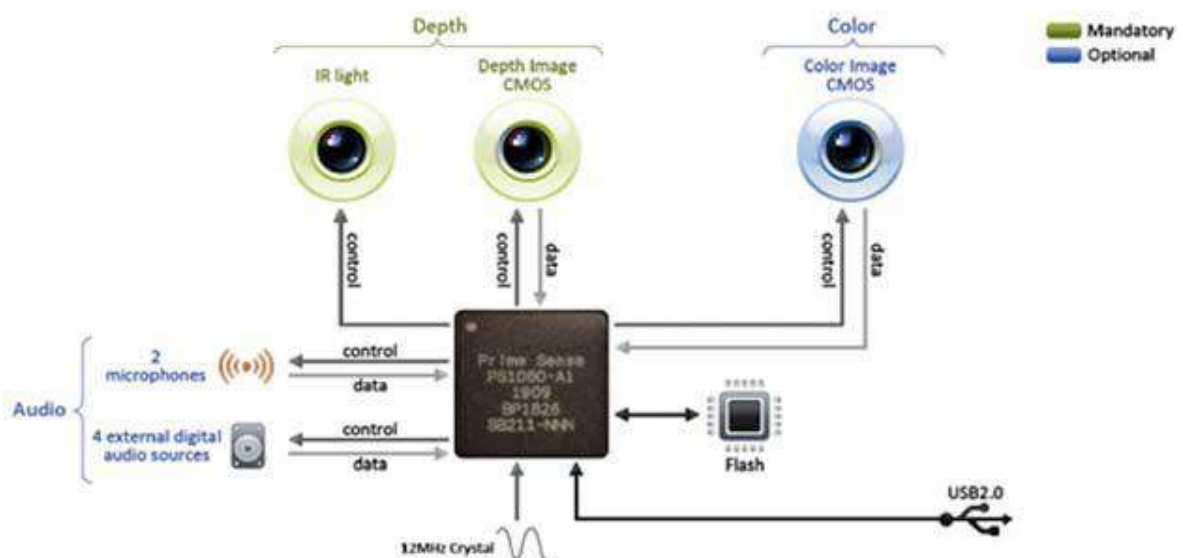 Depth
Color
Mandatory
Optional
IR light
Depth Image
CMOS
Color Image
CMOS
control
control
data
control
data
Prime Sense
PS1080-A1
1909
SP1626
SB211-NNN
2
microphones
control
data
Audio
4 external digital
audio sources
control
data
Flash
USB2.0
12MHz Crystal